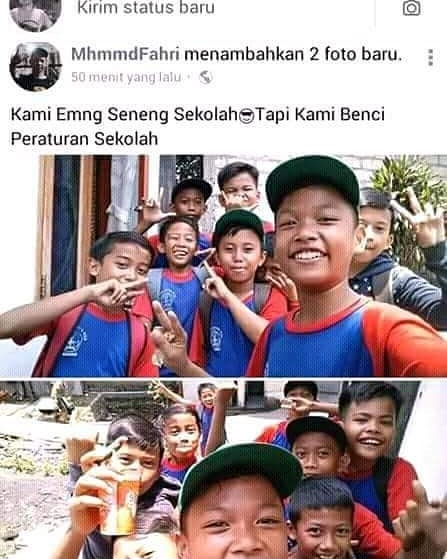 Kirim status baru
MhmmdFahri menambahkan 2 foto baru.
50 menit yang lalu ·
Kami Emng Seneng Sekolah😎Tapi Kami Benci
Peraturan Sekolah